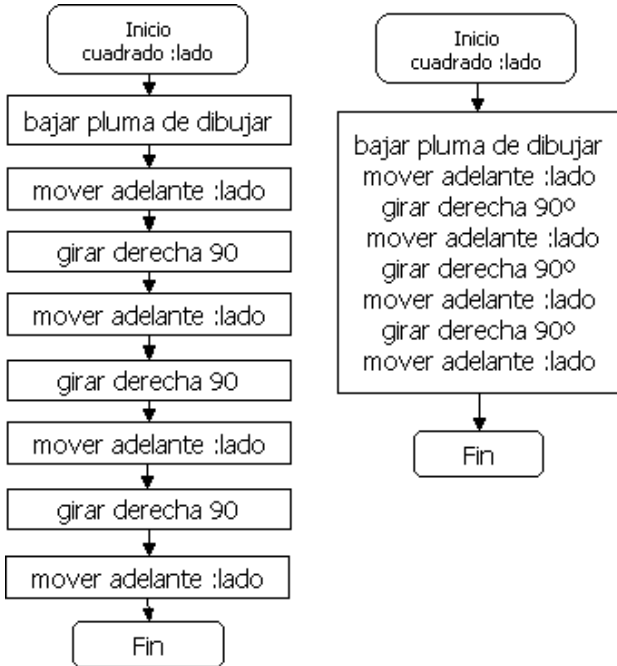 Inicio
cuadrado :lado
bajar pluma de dibujar
mover adelante :lado
girar derecha 90
mover adelante :lado
girar derecha 90
mover adelante :lado
girar derecha 90
mover adelante :lado
Fin
Inicio
cuadrado :lado
bajar pluma de dibujar
mover adelante :lado
girar derecha 90º
mover adelante :lado
girar derecha 90º
mover adelante :lado
girar derecha 90º
mover adelante :lado
Fin